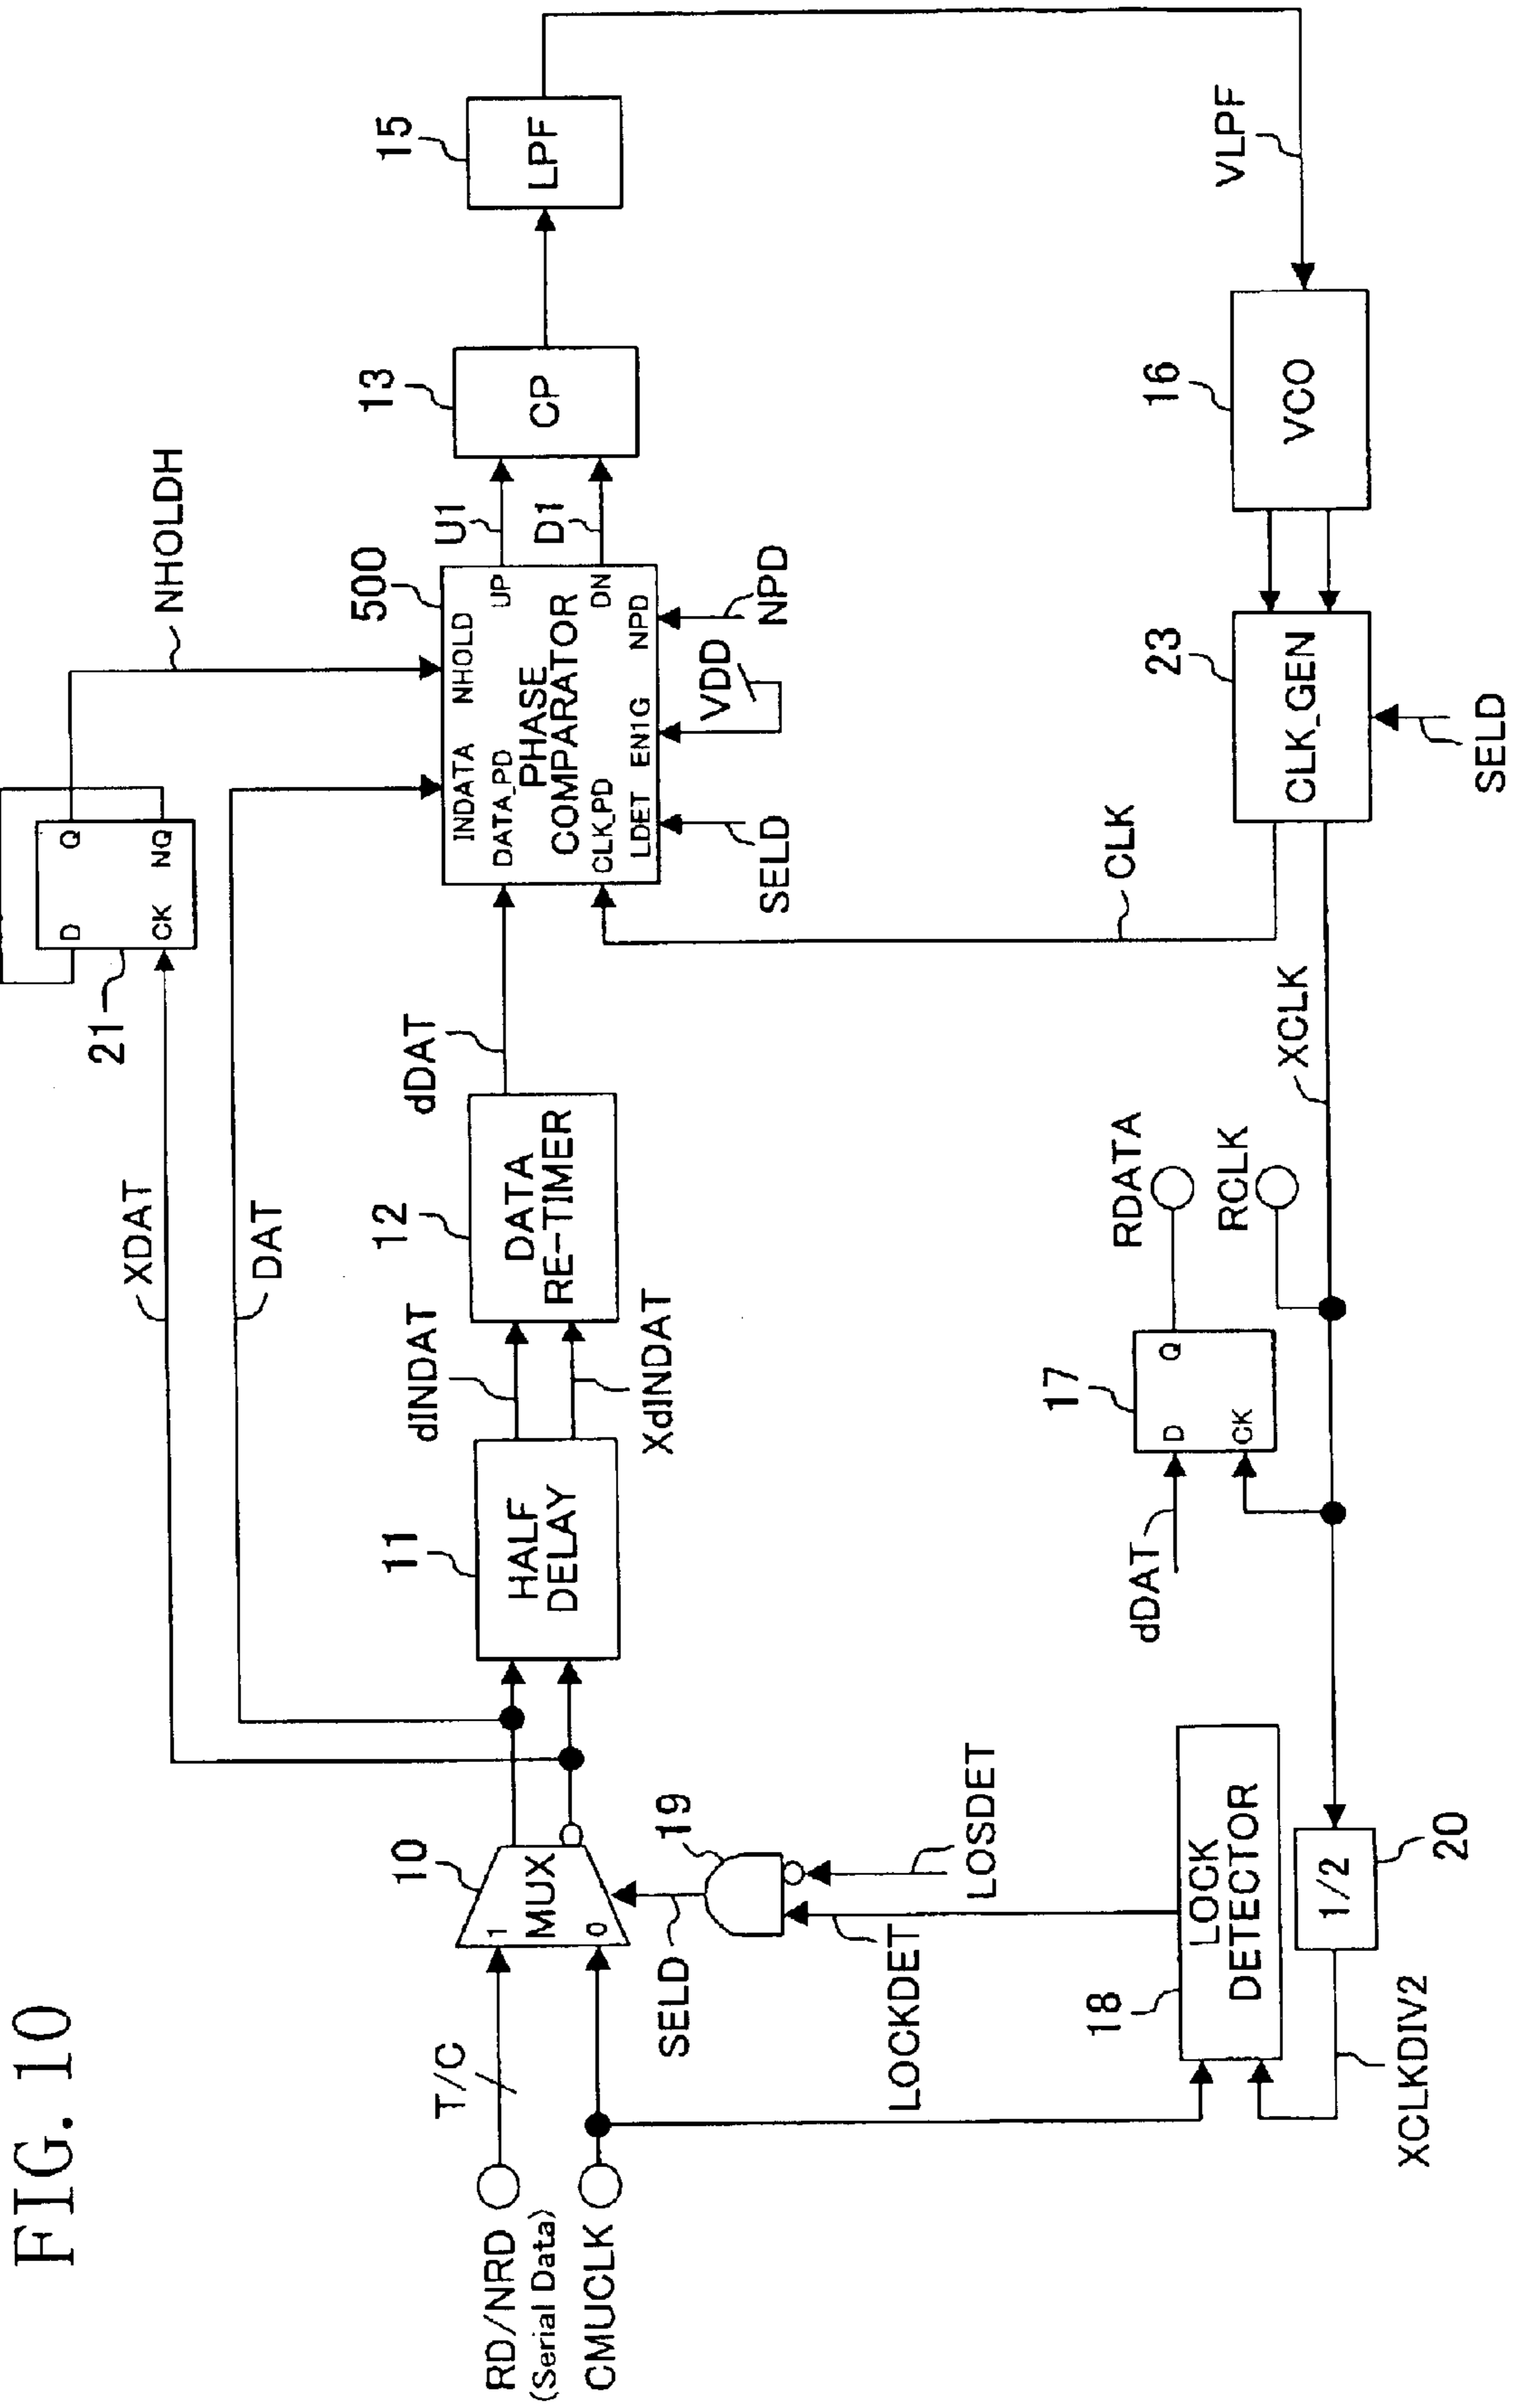 FIG. 10
RD/NRD
(Serial Data)
CMUCLK
T/C
10
1
MUX
0
SELD
19
LOSDET
LOCKDET
18
LOCK
DETECTOR
1/2
20
XCLKDIV2
XDAT
DAT
11
HALF
DELAY
dINDAT
XdINDAT
12
DATA
RE-TIMER
dDAT
21
D
Q
CK
NQ
NHOLDH
500
INDATA
NHOLD
DATA_PD
UP
PHASE
COMPARATOR
CLK_PD
DN
LDET
EN1G
NPD
SELD
VDD
NPD
U1
D1
13
CP
15
LPF
VLPF
16
VCO
23
CLK_GEN
SELD
CLK
XCLK
RDATA
RCLK
17
D
Q
CK
dDAT